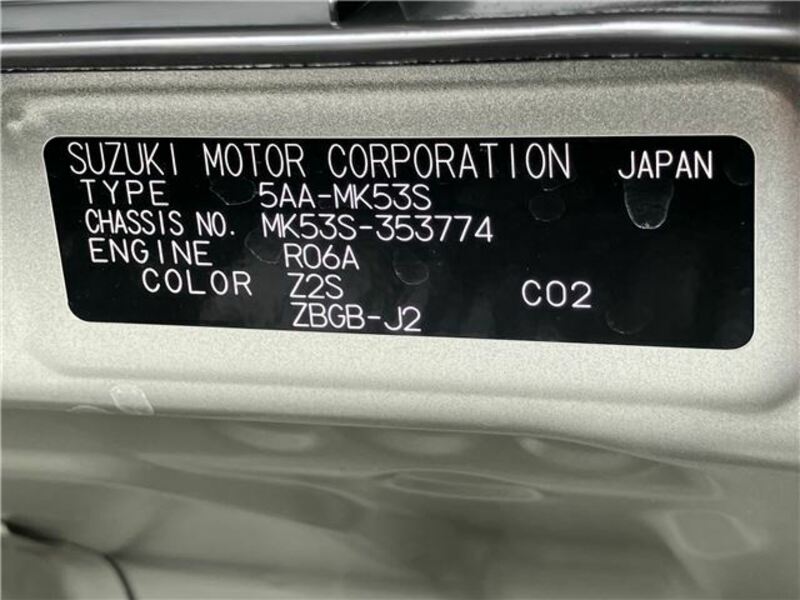 SUZUKI MOTOR CORPORATION JAPAN
TYPE 5AA-MK53S
CHASSIS NO. MK53S-353774
ENGINE R06A
COLOR Z2S C02
ZBGB-J2